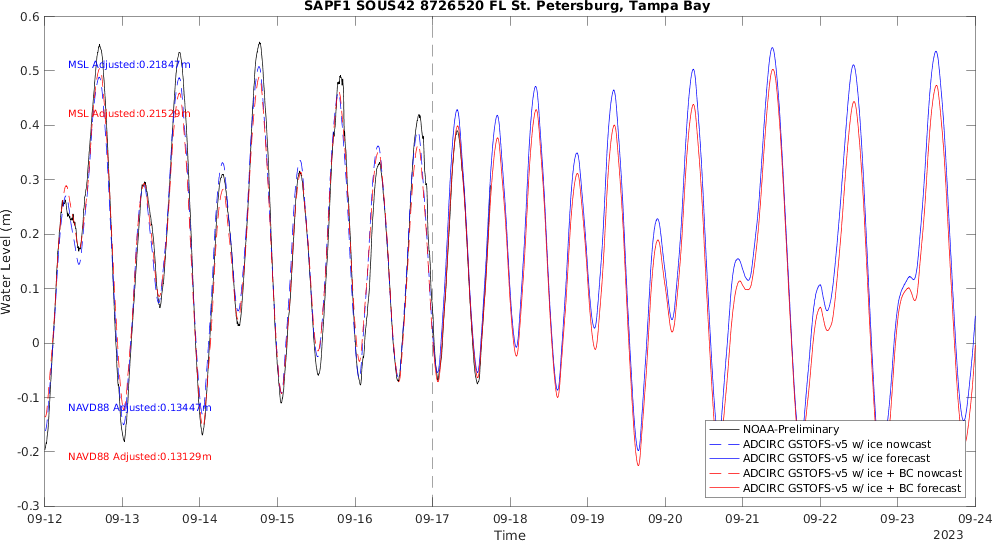 SAPF1 SOUS42 8726520 FL St. Petersburg, Tampa Bay
0.6
0.5
0.4
0.3
0.2
0.1
0
-0.1
-0.2
-0.3
Water Level (m)
MSL Adjusted:0.21847m
MSL Adjusted:0.21529m
NAVD88 Adjusted:0.13447m
NAVD88 Adjusted:0.13129m
NOAA-Preliminary
ADCIRC GSTOFS-v5 w/ ice nowcast
ADCIRC GSTOFS-v5 w/ ice forecast
ADCIRC GSTOFS-v5 w/ ice + BC nowcast
ADCIRC GSTOFS-v5 w/ ice + BC forecast
09-12 09-13 09-14 09-15 09-16 09-17 09-18 09-19 09-20 09-21 09-22 09-23 09-24
Time
2023